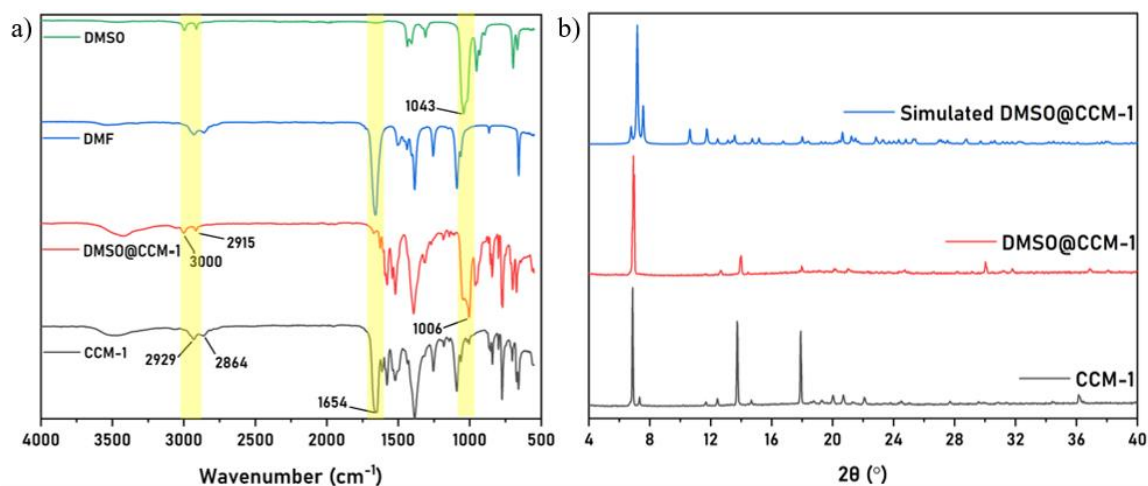 a)
DMSO
1043
DMF
DMSO@CCM-1
2915
3000
1006
CCM-1
2929
2864
1654
4000 3500 3000 2500 2000 1500 1000 500
Wavenumber (cm⁻¹)
b)
Simulated DMSO@CCM-1
DMSO@CCM-1
CCM-1
4 8 12 16 20 24 28 32 36 40
2θ (°)